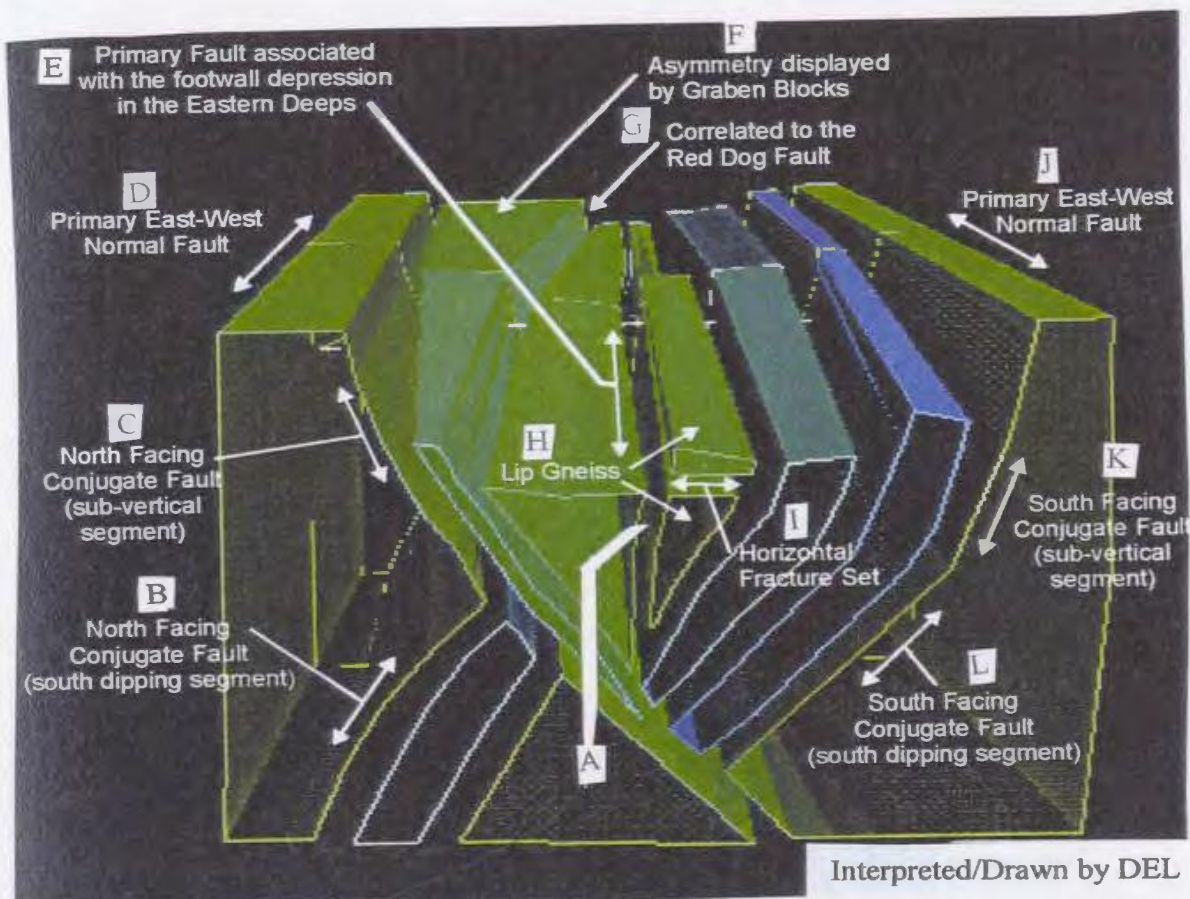 E
Primary Fault associated
with the footwall depression
in the Eastern Deeps
F
Asymmetry displayed
by Graben Blocks
G
Correlated to the
Red Dog Fault
D
Primary East-West
Normal Fault
J
Primary East-West
Normal Fault
C
North Facing
Conjugate Fault
(sub-vertical
segment)
H
Lip Gneiss
I
Horizontal
Fracture Set
K
South Facing
Conjugate Fault
(sub-vertical
segment)
B
North Facing
Conjugate Fault
(south dipping segment)
L
South Facing
Conjugate Fault
(south dipping segment)
A
Interpreted/Drawn by DEL